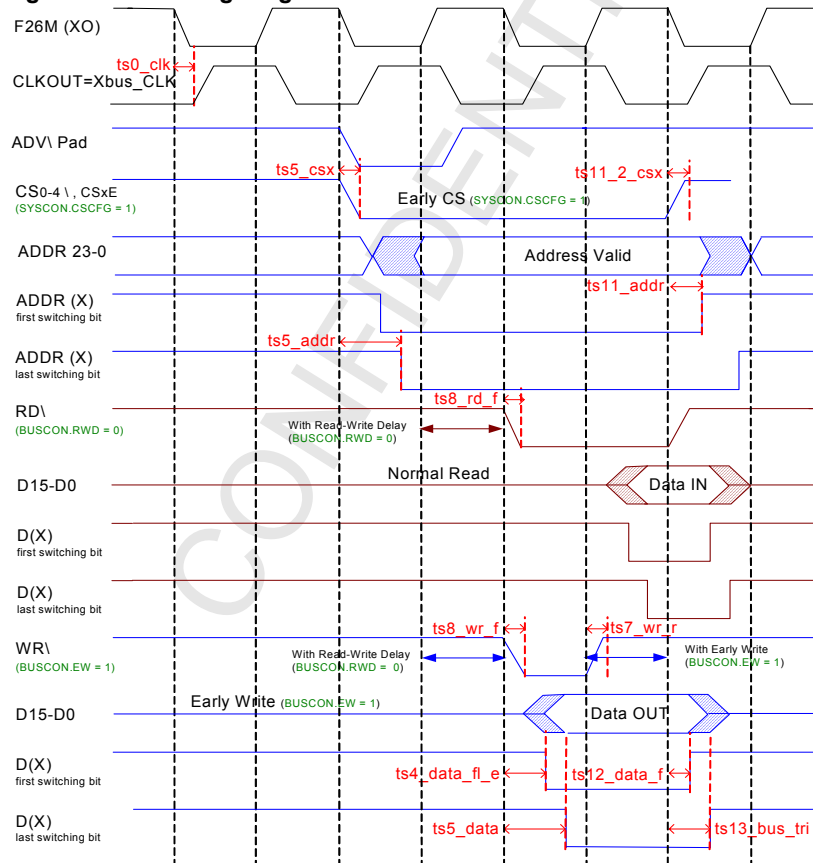 F26M (XO)
ts0_clk
CLKOUT=Xbus_CLK
ADV\ Pad
ts5_csx
ts11_2_csx
CS0-4 \ , CSxE
(SYSCON.CSCFG = 1)
Early CS (SYSCON.CSCFG = 1)
ADDR 23-0
Address Valid
ts11_addr
ADDR (X)
first switching bit
ts5_addr
ADDR (X)
last switching bit
ts8_rd_f
RD\
(BUSCON.RWD = 0)
With Read-Write Delay
(BUSCON.RWD = 0)
Normal Read
D15-D0
Data IN
D(X)
first switching bit
D(X)
last switching bit
ts8_wr_f
ts7_wr_r
WR\
(BUSCON.EW = 1)
With Read-Write Delay
(BUSCON.RWD = 0)
With Early Write
(BUSCON.EW = 1)
Early Write (BUSCON.EW = 1)
D15-D0
Data OUT
D(X)
first switching bit
ts4_data_fl_e
ts12_data_f
D(X)
last switching bit
ts5_data
ts13_bus_tri